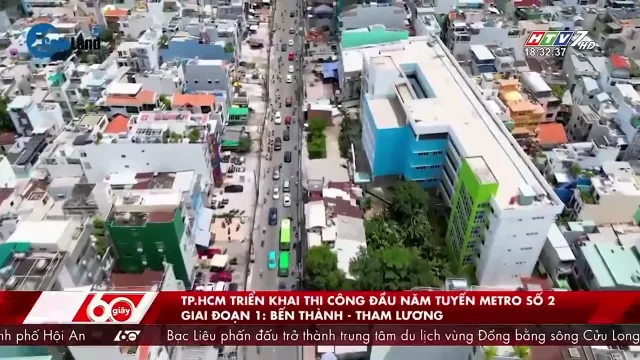 Land
HTV7HD
18:32:37
60 giây
TP.HCM TRIỂN KHAI THI CÔNG ĐẦU NĂM TUYẾN METRO SỐ 2
GIAI ĐOẠN 1: BẾN THÀNH - THAM LƯƠNG
nh phố Hội An
Bạc Liêu phấn đấu trở thành trung tâm du lịch vùng Đồng bằng sông Cửu Long